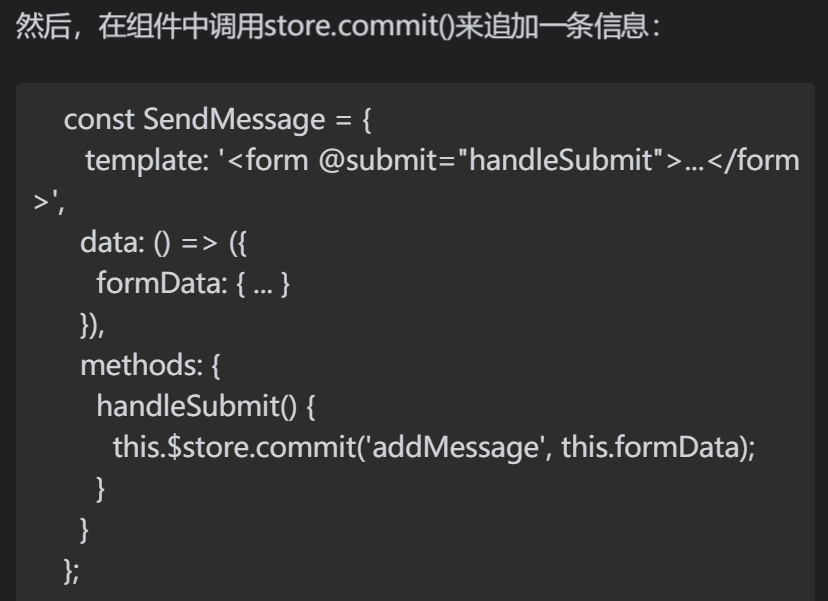 然后，在组件中调用store.commit()来追加一条信息：
const SendMessage = {
template: '<form @submit="handleSubmit">...</form
>',
data: () => ({
formData: { ... }
}),
methods: {
handleSubmit() {
this.$store.commit('addMessage', this.formData);
}
}
};